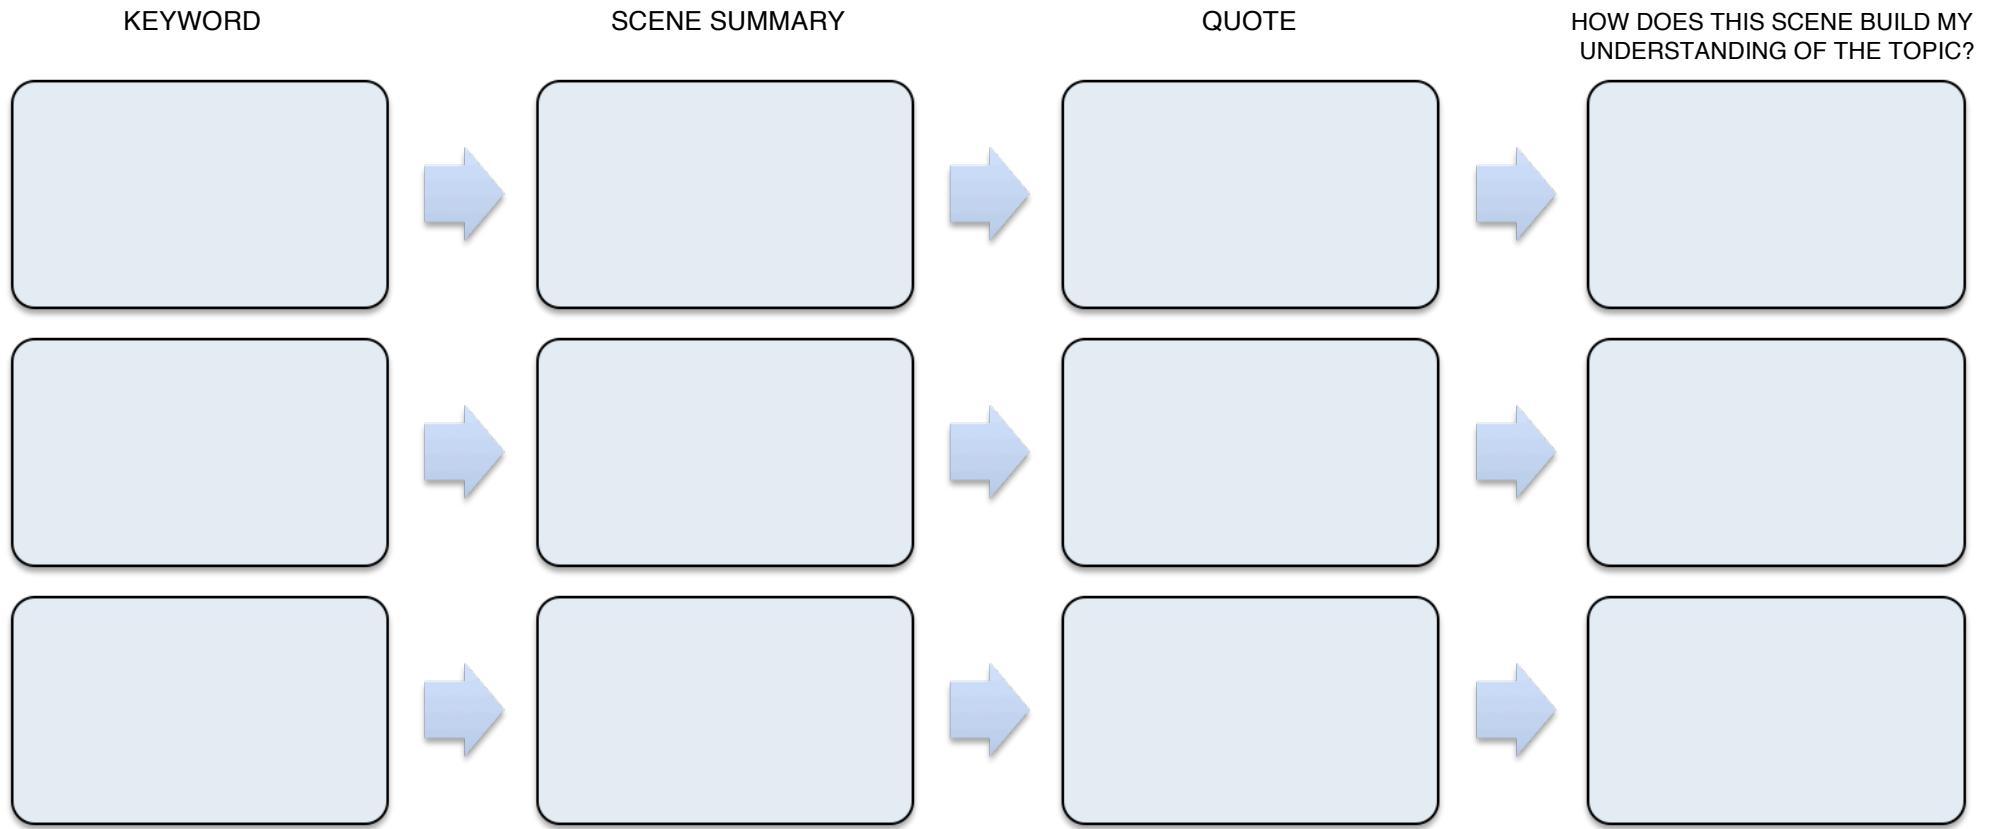 KEYWORD
SCENE SUMMARY
QUOTE
HOW DOES THIS SCENE BUILD MY
UNDERSTANDING OF THE TOPIC?